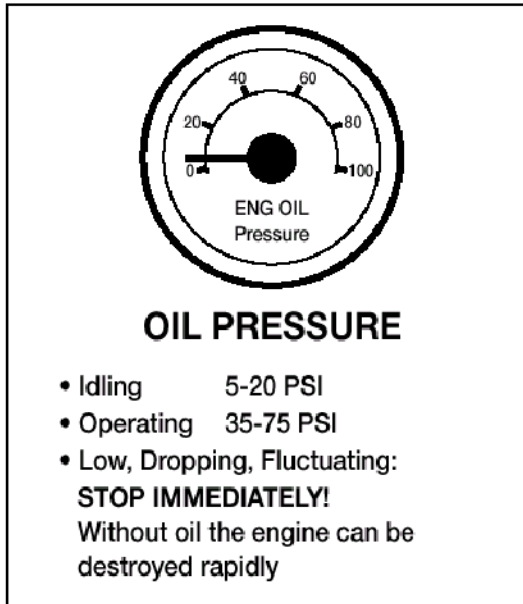 40 60
20 80
0 100
ENG OIL
Pressure
OIL PRESSURE
• Idling 5-20 PSI
• Operating 35-75 PSI
• Low, Dropping, Fluctuating:
STOP IMMEDIATELY!
Without oil the engine can be
destroyed rapidly